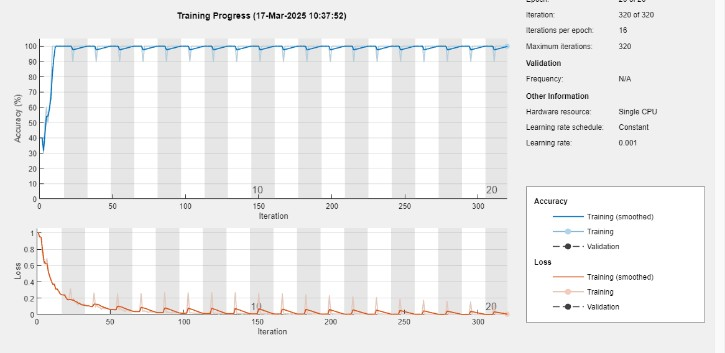 Training Progress (17-Mar-2025 10:37:52)
Accuracy (%)
100
90
80
70
60
50
40
30
20
10
0
10
20
0
50
100
150
200
250
300
Iteration
Loss
1
0.8
0.6
0.4
0.2
0
10
20
0
50
100
150
200
250
300
Iteration
Iteration: 320 of 320
Iterations per epoch: 16
Maximum iterations: 320
Validation
Frequency: N/A
Other Information
Hardware resource: Single CPU
Learning rate schedule: Constant
Learning rate: 0.001
Accuracy
Training (smoothed)
Training
Validation
Loss
Training (smoothed)
Training
Validation